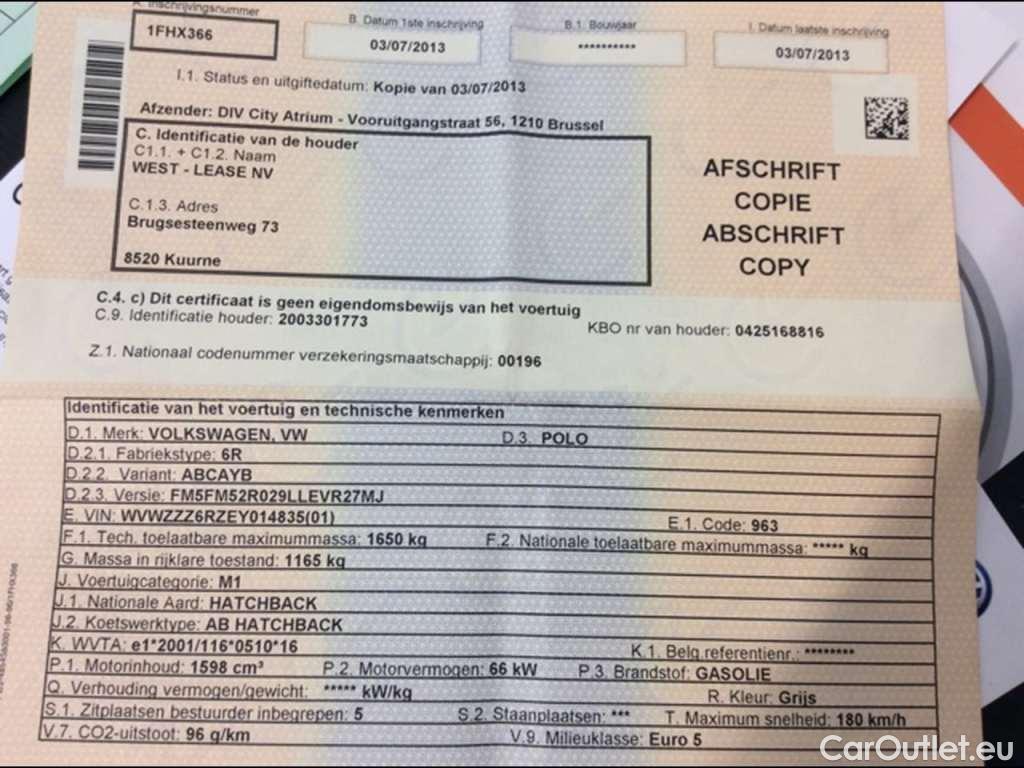 A. Inschrijvingsnummer
1FHX366
B. Datum 1ste inschrijving
03/07/2013
B.1. Bouwjaar
**********
I. Datum laatste inschrijving
03/07/2013
I.1. Status en uitgiftedatum: Kopie van 03/07/2013
Afzender: DIV City Atrium - Vooruitgangstraat 56, 1210 Brussel
C. Identificatie van de houder
C1.1. + C1.2. Naam
WEST - LEASE NV
C.1.3. Adres
Brugsesteenweg 73
8520 Kuurne
AFSCHRIFT
COPIE
ABSCHRIFT
COPY
C.4. c) Dit certificaat is geen eigendomsbewijs van het voertuig
C.9. Identificatie houder: 2003301773
KBO nr van houder: 0425168816
Z.1. Nationaal codenummer verzekeringsmaatschappij: 00196
Identificatie van het voertuig en technische kenmerken
D.1. Merk: VOLKSWAGEN, VW D.3. POLO
D.2.1. Fabriekstype: 6R
D.2.2. Variant: ABCAYB
D.2.3. Versie: FM5FM52R029LLEVR27MJ
E. VIN: WVWZZZ6RZEY014835(01) E.1. Code: 963
F.1. Tech. toelaatbare maximummassa: 1650 kg F.2. Nationale toelaatbare maximummassa: ***** kg
G. Massa in rijklare toestand: 1165 kg
J. Voertuigcategorie: M1
J.1. Nationale Aard: HATCHBACK
J.2. Koetswerktype: AB HATCHBACK
K. WVTA: e1*2001/116*0510*16 K.1. Belg.referentienr.: ********
P.1. Motorinhoud: 1598 cm³ P.2. Motorvermogen: 66 kW P.3. Brandstof: GASOLIE
Q. Verhouding vermogen/gewicht: ***** kW/kg R. Kleur: Grijs
S.1. Zitplaatsen bestuurder inbegrepen: 5 S.2. Staanplaatsen: *** T. Maximum snelheid: 180 km/h
V.7. CO2-uitstoot: 96 g/km V.9. Milieuklasse: Euro 5
CarOutlet.eu